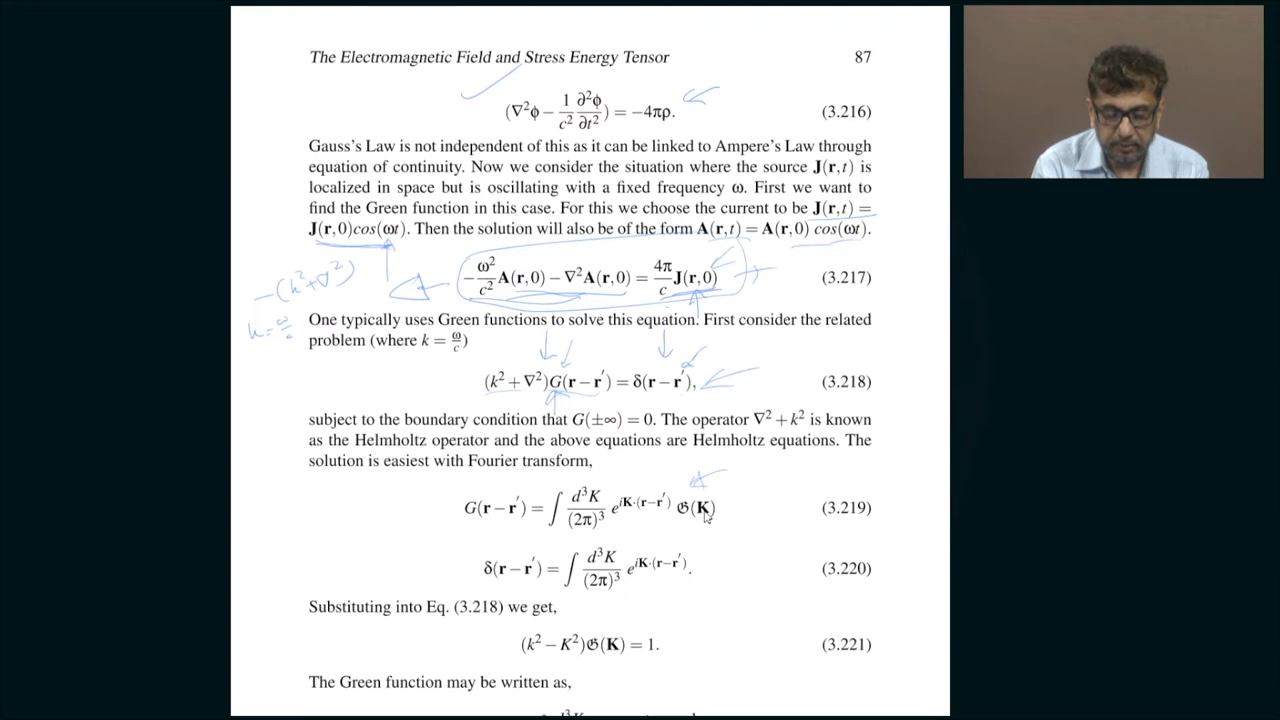 The Electromagnetic Field and Stress Energy Tensor 87
(∇²ϕ − 1/c² ∂²ϕ/∂t²) = −4πρ. (3.216)
Gauss's Law is not independent of this as it can be linked to Ampere's Law through
equation of continuity. Now we consider the situation where the source J(r,t) is
localized in space but is oscillating with a fixed frequency ω. First we want to
find the Green function in this case. For this we choose the current to be J(r,t) =
J(r,0)cos(ωt). Then the solution will also be of the form A(r,t) = A(r,0) cos(ωt).
−(k²+∇²)
−ω²/c² A(r,0) − ∇²A(r,0) = 4π/c J(r,0) (3.217)
k=ω/c
One typically uses Green functions to solve this equation. First consider the related
problem (where k = ω/c)
(k² + ∇²)G(r − r′) = δ(r − r′), (3.218)
subject to the boundary condition that G(±∞) = 0. The operator ∇² + k² is known
as the Helmholtz operator and the above equations are Helmholtz equations. The
solution is easiest with Fourier transform,
G(r − r′) = ∫ d³K/(2π)³ e^{iK·(r−r′)} 𝔊(K) (3.219)
δ(r − r′) = ∫ d³K/(2π)³ e^{iK·(r−r′)}. (3.220)
Substituting into Eq. (3.218) we get,
(k² − K²)𝔊(K) = 1. (3.221)
The Green function may be written as,